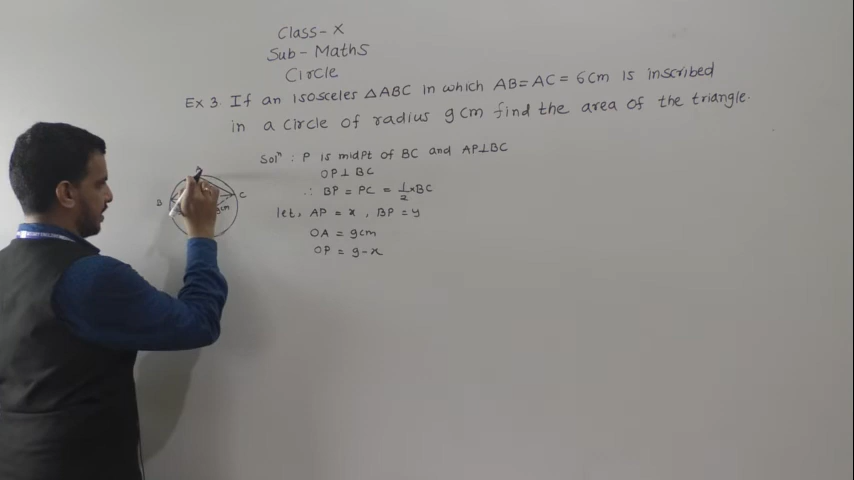 Class-X
Sub-Maths
Circle
Ex 3. If an isosceles △ABC in which AB=AC= 6cm is inscribed
in a circle of radius 9cm find the area of the triangle.
Solⁿ : P is midpt of BC and AP⊥BC
OP⊥BC
∴ BP = PC = 1/2×BC
let, AP = x, BP = y
OA = 9cm
OP = 9-x
B
C
9cm